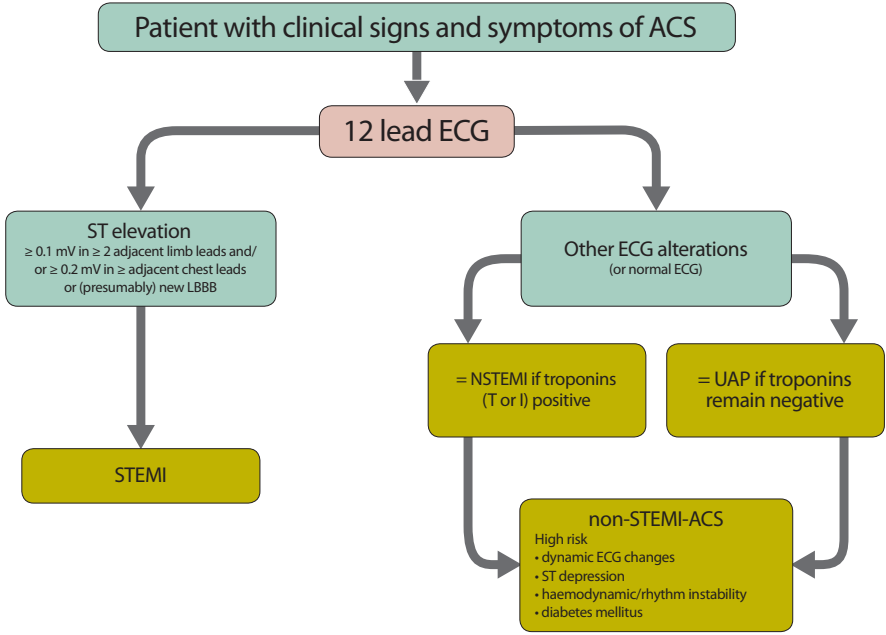 Patient with clinical signs and symptoms of ACS
12 lead ECG
ST elevation
≥ 0.1 mV in ≥ 2 adjacent limb leads and/
or ≥ 0.2 mV in ≥ adjacent chest leads
or (presumably) new LBBB
Other ECG alterations
(or normal ECG)
= NSTEMI if troponins
(T or I) positive
= UAP if troponins
remain negative
STEMI
non-STEMI-ACS
High risk
• dynamic ECG changes
• ST depression
• haemodynamic/rhythm instability
• diabetes mellitus